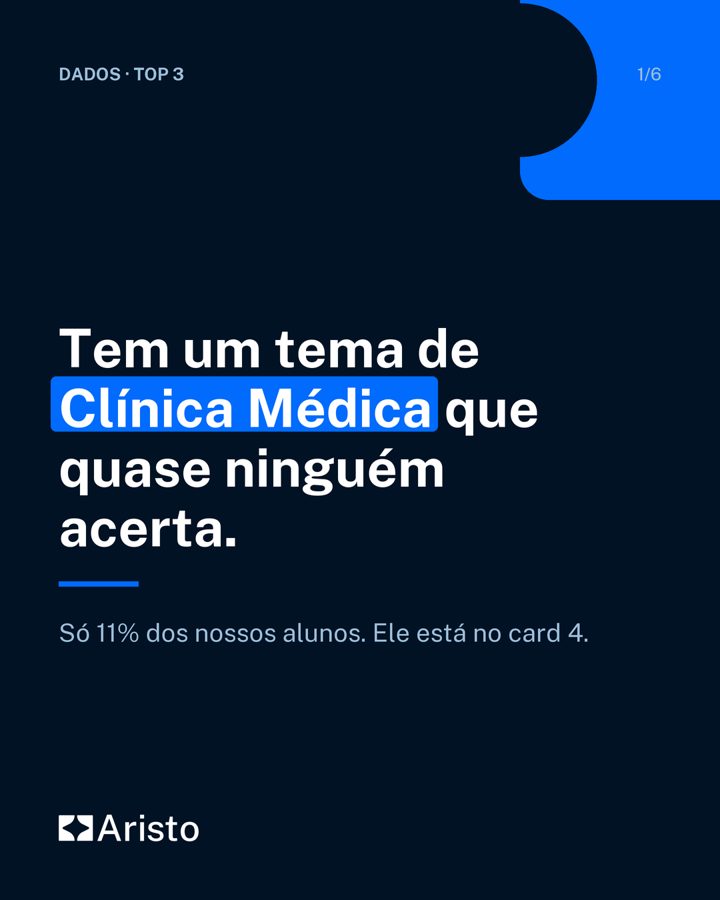 DADOS · TOP 3
1/6
Tem um tema de
Clínica Médica que
quase ninguém
acerta.
Só 11% dos nossos alunos. Ele está no card 4.
Aristo